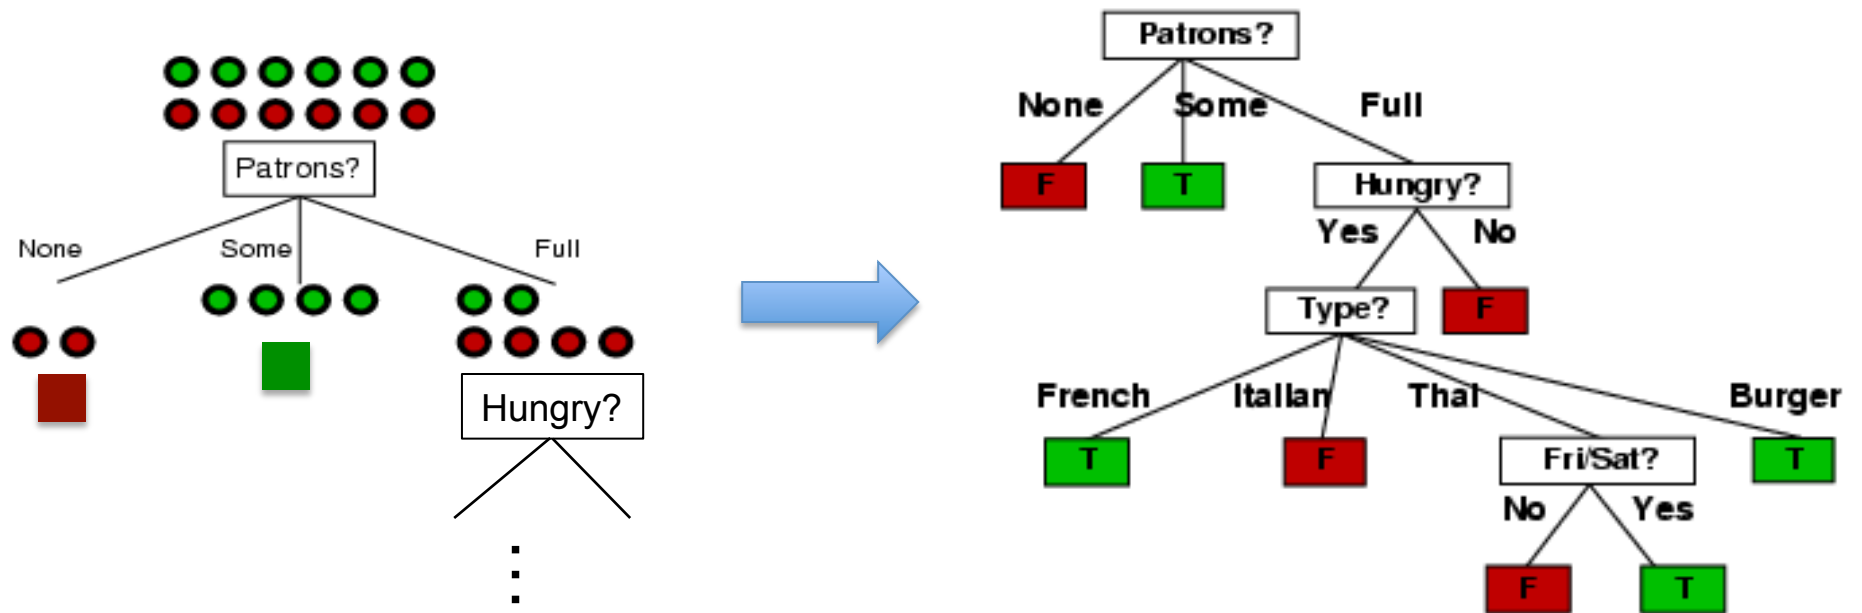 Patrons?
None
Some
Full
Hungry?
Patrons?
None
Some
Full
F
T
Hungry?
Yes
No
Type?
F
French
Italian
Thai
Burger
T
F
Fri/Sat?
T
No
Yes
F
T